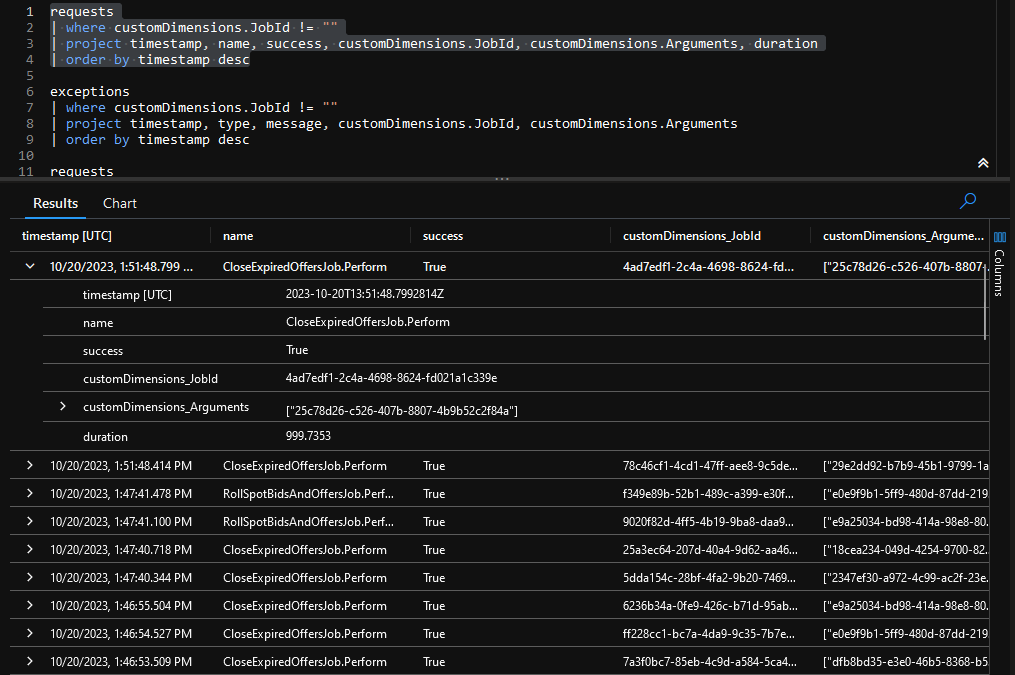 1 requests
2 | where customDimensions.JobId != ""
3 | project timestamp, name, success, customDimensions.JobId, customDimensions.Arguments, duration
4 | order by timestamp desc
5
6 exceptions
7 | where customDimensions.JobId != ""
8 | project timestamp, type, message, customDimensions.JobId, customDimensions.Arguments
9 | order by timestamp desc
10
11 requests
Results Chart
timestamp [UTC] name success customDimensions_JobId customDimensions_Argume...
Columns
10/20/2023, 1:51:48.799 ... CloseExpiredOffersJob.Perform True 4ad7edf1-2c4a-4698-8624-fd... ["25c78d26-c526-407b-8807-
timestamp [UTC] 2023-10-20T13:51:48.7992814Z
name CloseExpiredOffersJob.Perform
success True
customDimensions_JobId 4ad7edf1-2c4a-4698-8624-fd021a1c339e
customDimensions_Arguments ["25c78d26-c526-407b-8807-4b9b52c2f84a"]
duration 999.7353
10/20/2023, 1:51:48.414 PM CloseExpiredOffersJob.Perform True 78c46cf1-4cd1-47ff-aee8-9c5de... ["29e2dd92-b7b9-45b1-9799-1a
10/20/2023, 1:47:41.478 PM RollSpotBidsAndOffersJob.Perf... True f349e89b-52b1-489c-a399-e30f... ["e0e9f9b1-5ff9-480d-87dd-219
10/20/2023, 1:47:41.100 PM RollSpotBidsAndOffersJob.Perf... True 9020f82d-4ff5-4b19-9ba8-daa9... ["e9a25034-bd98-414a-98e8-80
10/20/2023, 1:47:40.718 PM CloseExpiredOffersJob.Perform True 25a3ec64-207d-40a4-9d62-aa46... ["18cea234-049d-4254-9700-82
10/20/2023, 1:47:40.344 PM CloseExpiredOffersJob.Perform True 5dda154c-28bf-4fa2-9b20-7469... ["2347ef30-a972-4c99-ac2f-23e
10/20/2023, 1:46:55.504 PM CloseExpiredOffersJob.Perform True 6236b34a-0fe9-426c-b71d-95ab... ["e9a25034-bd98-414a-98e8-80
10/20/2023, 1:46:54.527 PM CloseExpiredOffersJob.Perform True ff228cc1-bc7a-4da9-9c35-7b7e... ["e0e9f9b1-5ff9-480d-87dd-219
10/20/2023, 1:46:53.509 PM CloseExpiredOffersJob.Perform True 7a3f0bc7-85eb-4c9d-a584-5ca4... ["dfb8bd35-e3e0-46b5-8368-b5